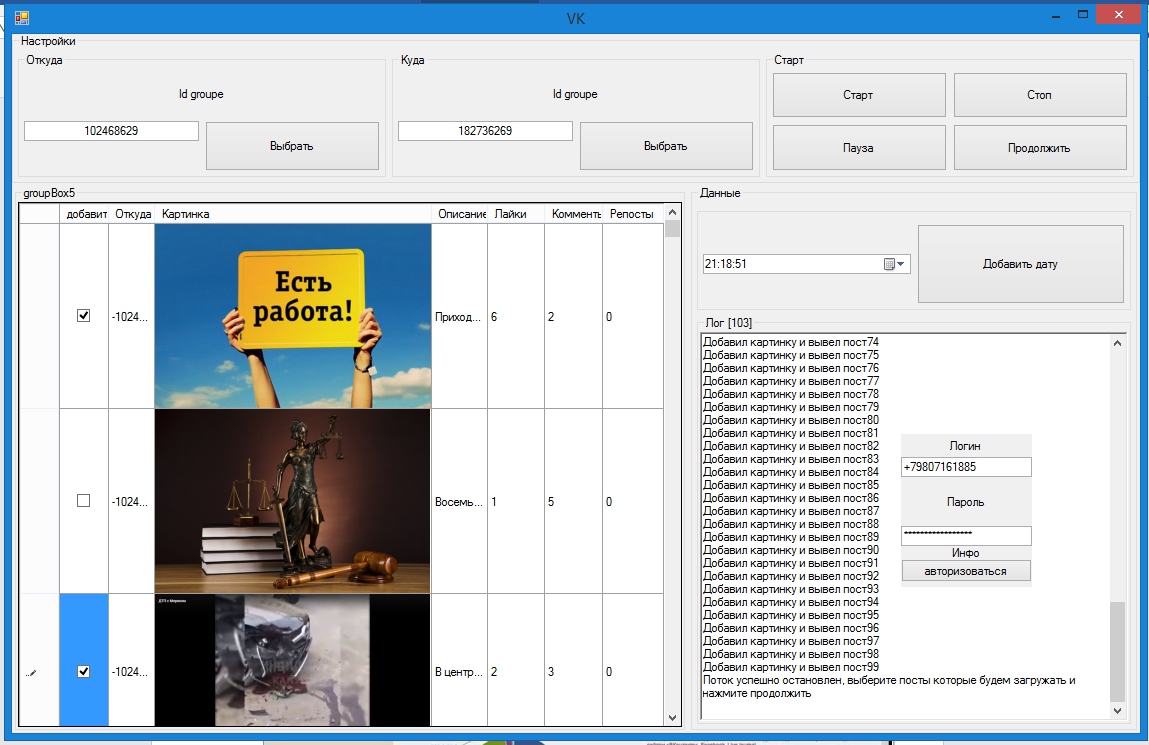 VK
Настройки
Откуда
Id groupe
102468629
Выбрать
Куда
Id groupe
182736269
Выбрать
Старт
Старт
Стоп
Пауза
Продолжить
groupBox5
добавит Откуда Картинка Описание Лайки Комменть Репосты
Есть
работа!
-1024... Приход... 6 2 0
-1024... Восемь... 1 5 0
-1024... В центр... 2 3 0
Данные
21:18:51
Добавить дату
Лог [103]
Добавил картинку и вывел пост74
Добавил картинку и вывел пост75
Добавил картинку и вывел пост76
Добавил картинку и вывел пост77
Добавил картинку и вывел пост78
Добавил картинку и вывел пост79
Добавил картинку и вывел пост80
Добавил картинку и вывел пост81
Добавил картинку и вывел пост82
Добавил картинку и вывел пост83
Добавил картинку и вывел пост84
Добавил картинку и вывел пост85
Добавил картинку и вывел пост86
Добавил картинку и вывел пост87
Добавил картинку и вывел пост88
Добавил картинку и вывел пост89
Добавил картинку и вывел пост90
Добавил картинку и вывел пост91
Добавил картинку и вывел пост92
Добавил картинку и вывел пост93
Добавил картинку и вывел пост94
Добавил картинку и вывел пост95
Добавил картинку и вывел пост96
Добавил картинку и вывел пост97
Добавил картинку и вывел пост98
Добавил картинку и вывел пост99
Поток успешно остановлен, выберите посты которые будем загружать и
нажмите продолжить
Логин
+79807161885
Пароль
*****************
Инфо
авторизоваться